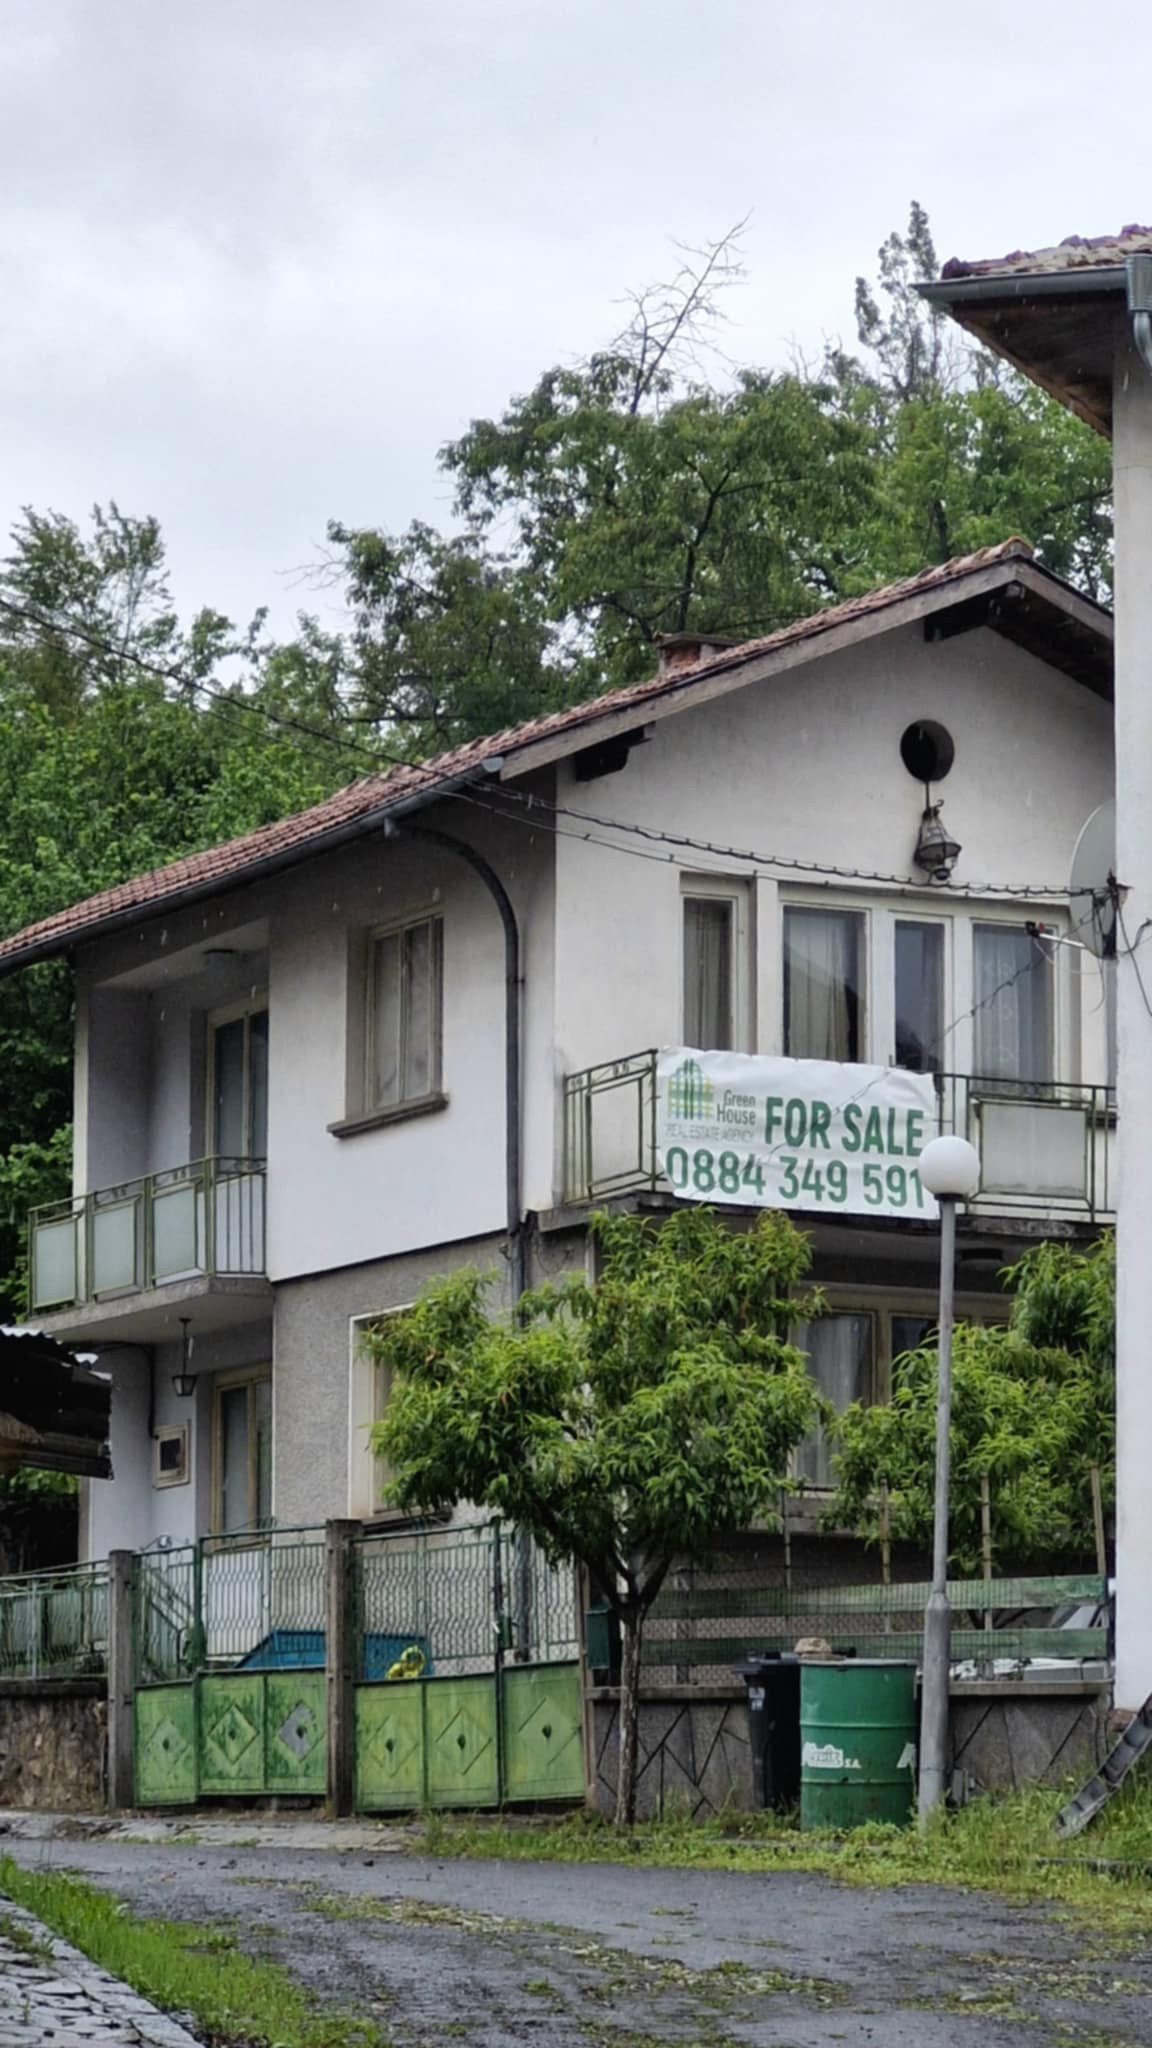 Green
House
REAL ESTATE AGENCY
FOR SALE
0884 349 591
S.A.